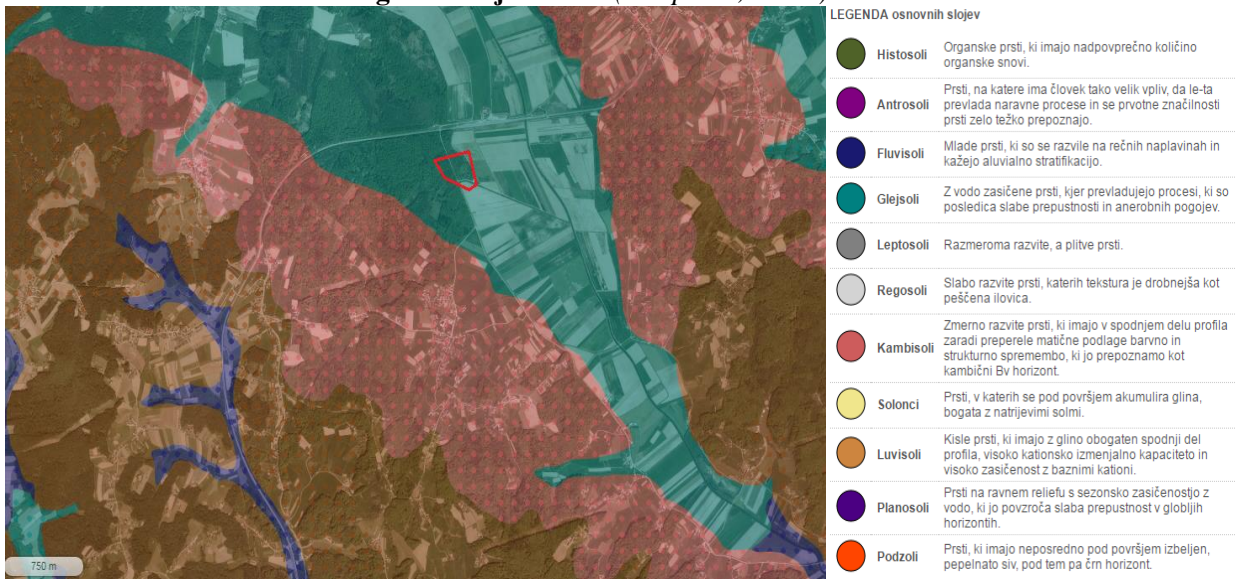 LEGENDA osnovnih slojev
Histosoli
Organske prsti, ki imajo nadpovprečno količino
organske snovi.
Antrosoli
Prsti, na katere ima človek tako velik vpliv, da le-ta
prevlada naravne procese in se prvotne značilnosti
prsti zelo težko prepoznajo.
Fluvisoli
Mlade prsti, ki so se razvile na rečnih naplavinah in
kažejo aluvialno stratifikacijo.
Glejsoli
Z vodo zasičene prsti, kjer prevladujejo procesi, ki so
posledica slabe prepustnosti in anerobnih pogojev.
Leptosoli
Razmeroma razvite, a plitve prsti.
Regosoli
Slabo razvite prsti, katerih tekstura je drobnejša kot
peščena ilovica.
Kambisoli
Zmerno razvite prsti, ki imajo v spodnjem delu profila
zaradi preperele matične podlage barvno in
strukturno spremembo, ki jo prepoznamo kot
kambični Bv horizont.
Solonci
Prsti, v katerih se pod površjem akumulira glina,
bogata z natrijevimi solmi.
Luvisoli
Kisle prsti, ki imajo z glino obogaten spodnji del
profila, visoko kationsko izmenjalno kapaciteto in
visoko zasičenost z baznimi kationi.
Planosoli
Prsti na ravnem reliefu s sezonsko zasičenostjo z
vodo, ki jo povzroča slaba prepustnost v globljih
horizontih.
Podzoli
Prsti, ki imajo neposredno pod površjem izbeljen,
pepelnato siv, pod tem pa črn horizont.
750 m